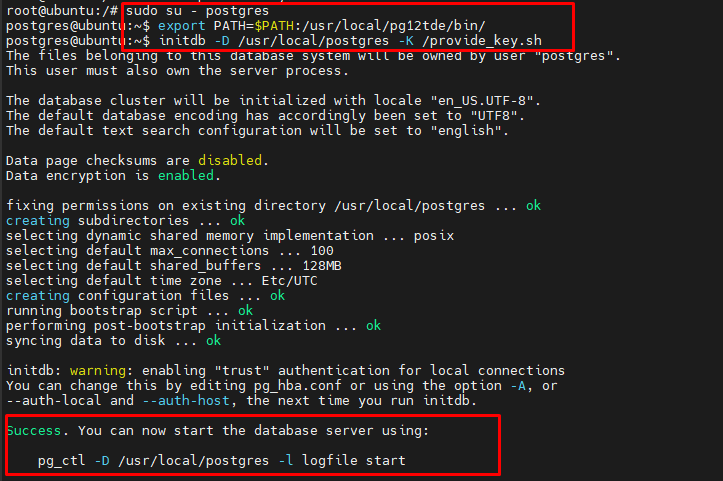 root@ubuntu:/# sudo su - postgres
postgres@ubuntu:~$ export PATH=$PATH:/usr/local/pg12tde/bin/
postgres@ubuntu:~$ initdb -D /usr/local/postgres -K /provide_key.sh
The files belonging to this database system will be owned by user "postgres".
This user must also own the server process.
The database cluster will be initialized with locale "en_US.UTF-8".
The default database encoding has accordingly been set to "UTF8".
The default text search configuration will be set to "english".
Data page checksums are disabled.
Data encryption is enabled.
fixing permissions on existing directory /usr/local/postgres ... ok
creating subdirectories ... ok
selecting dynamic shared memory implementation ... posix
selecting default max_connections ... 100
selecting default shared_buffers ... 128MB
selecting default time zone ... Etc/UTC
creating configuration files ... ok
running bootstrap script ... ok
performing post-bootstrap initialization ... ok
syncing data to disk ... ok
initdb: warning: enabling "trust" authentication for local connections
You can change this by editing pg_hba.conf or using the option -A, or
--auth-local and --auth-host, the next time you run initdb.
Success. You can now start the database server using:
pg_ctl -D /usr/local/postgres -l logfile start